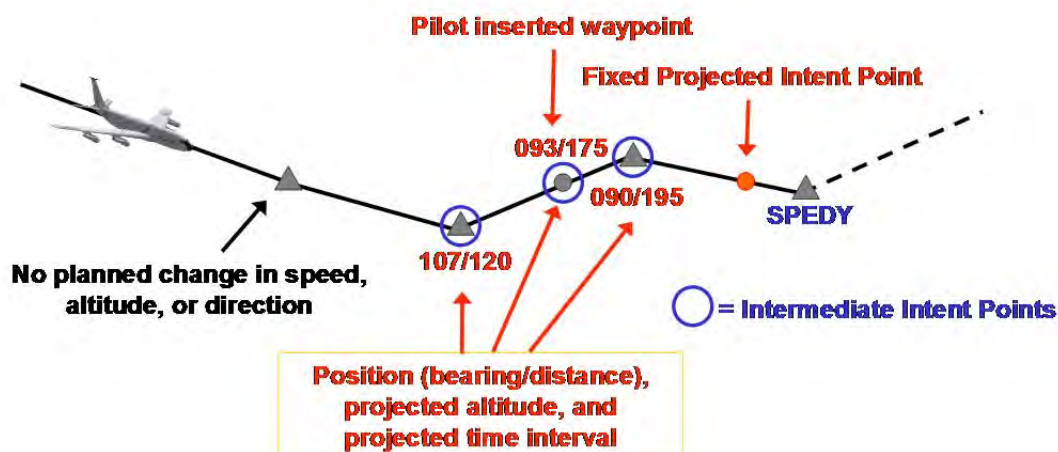 Pilot inserted waypoint
Fixed Projected Intent Point
093/175
090/195
SPEDY
107/120
No planned change in speed,
altitude, or direction
= Intermediate Intent Points
Position (bearing/distance),
projected altitude, and
projected time interval